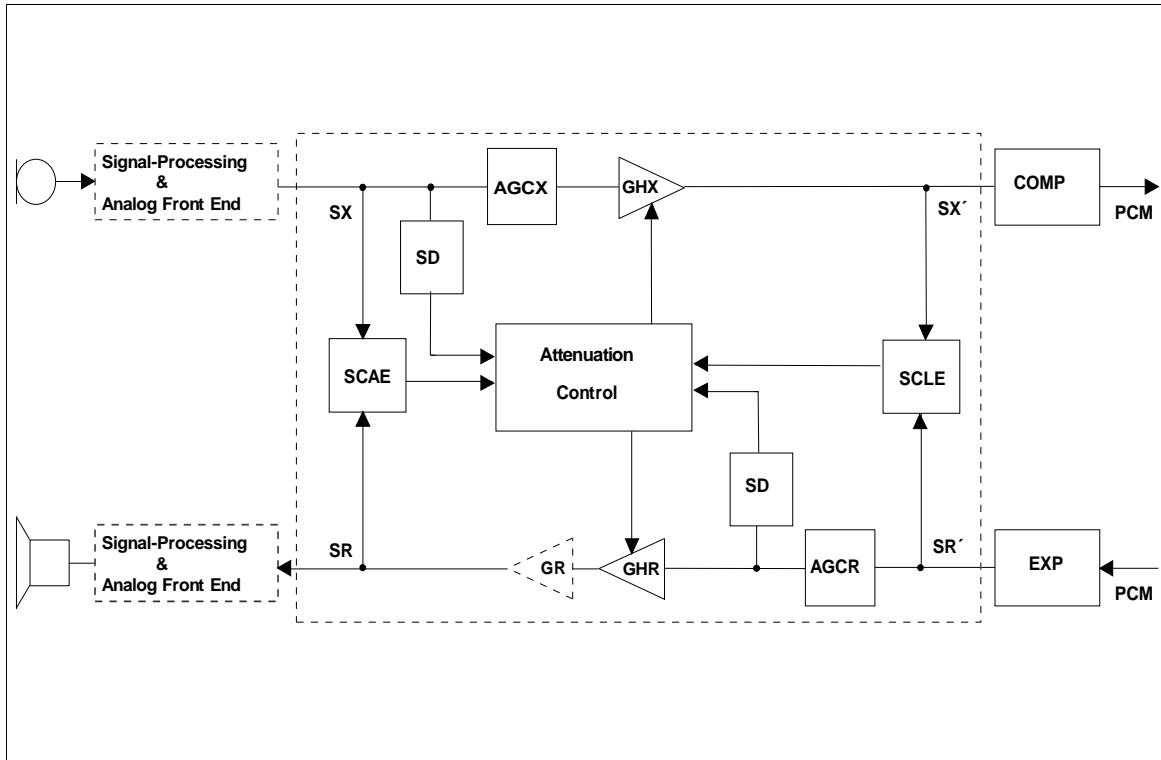 Signal-Processing
&
Analog Front End
SX
SD
AGCX
GHX
SX´
COMP
PCM
SCAE
Attenuation
Control
SCLE
SD
Signal-Processing
&
Analog Front End
SR
GR
GHR
AGCR
SR´
EXP
PCM